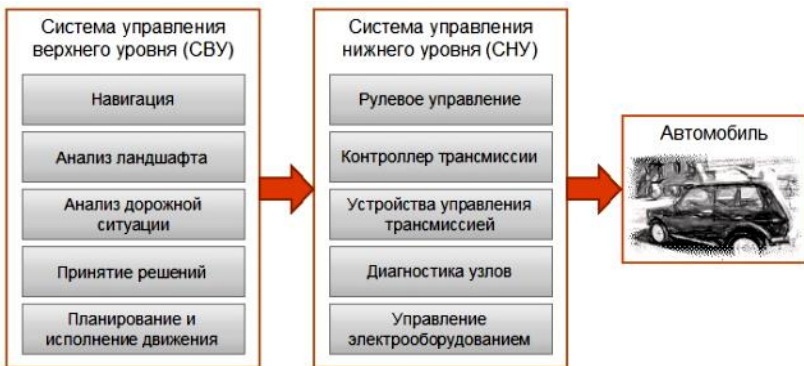 Система управления
верхнего уровня (СВУ)
Навигация
Анализ ландшафта
Анализ дорожной
ситуации
Принятие решений
Планирование и
исполнение движения
Система управления
нижнего уровня (СНУ)
Рулевое управление
Контроллер трансмиссии
Устройства управления
трансмиссией
Диагностика узлов
Управление
электрооборудованием
Автомобиль